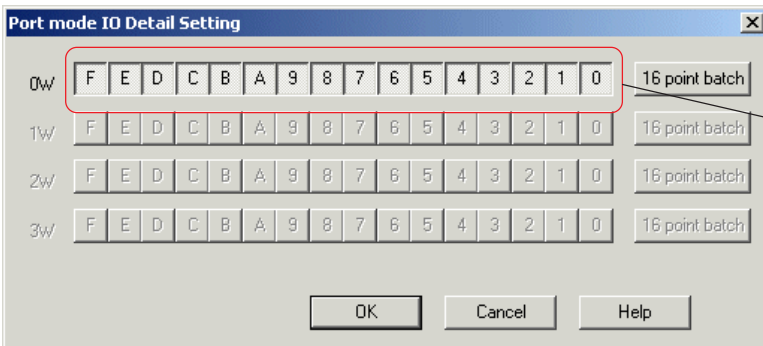 Port mode IO Detail Setting
0W F E D C B A 9 8 7 6 5 4 3 2 1 0 16 point batch
1W F E D C B A 9 8 7 6 5 4 3 2 1 0 16 point batch
2W F E D C B A 9 8 7 6 5 4 3 2 1 0 16 point batch
3W F E D C B A 9 8 7 6 5 4 3 2 1 0 16 point batch
OK Cancel Help